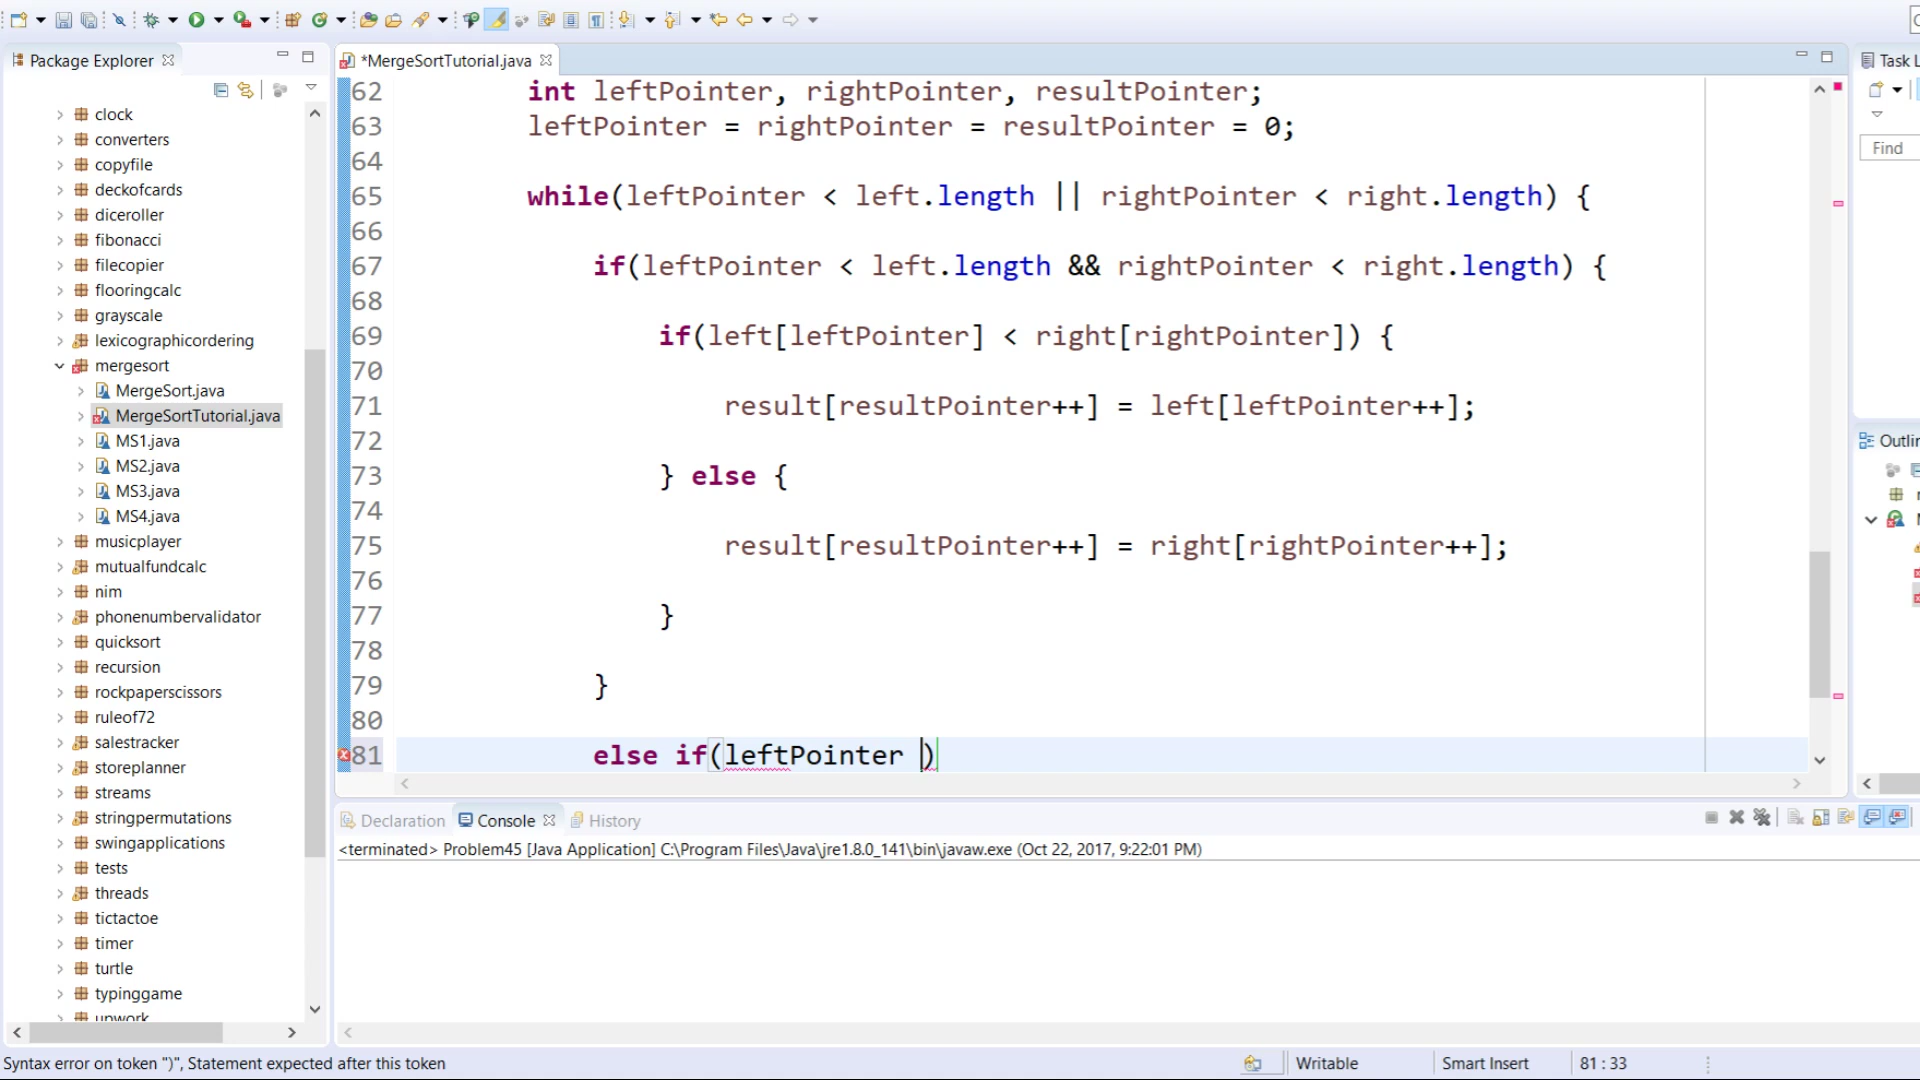 Package Explorer
*MergeSortTutorial.java
Task L
Find
Outlin
clock
converters
copyfile
deckofcards
diceroller
fibonacci
filecopier
flooringcalc
grayscale
lexicographicordering
mergesort
MergeSort.java
MergeSortTutorial.java
MS1.java
MS2.java
MS3.java
MS4.java
musicplayer
mutualfundcalc
nim
phonenumbervalidator
quicksort
recursion
rockpaperscissors
ruleof72
salestracker
storeplanner
streams
stringpermutations
swingapplications
tests
threads
tictactoe
timer
turtle
typinggame
upwork
62 int leftPointer, rightPointer, resultPointer;
63 leftPointer = rightPointer = resultPointer = 0;
64
65 while(leftPointer < left.length || rightPointer < right.length) {
66
67 if(leftPointer < left.length && rightPointer < right.length) {
68
69 if(left[leftPointer] < right[rightPointer]) {
70
71 result[resultPointer++] = left[leftPointer++];
72
73 } else {
74
75 result[resultPointer++] = right[rightPointer++];
76
77 }
78
79 }
80
81 else if(leftPointer )
Declaration Console History
<terminated> Problem45 [Java Application] C:\Program Files\Java\jre1.8.0_141\bin\javaw.exe (Oct 22, 2017, 9:22:01 PM)
Syntax error on token ")", Statement expected after this token
Writable
Smart Insert
81 : 33